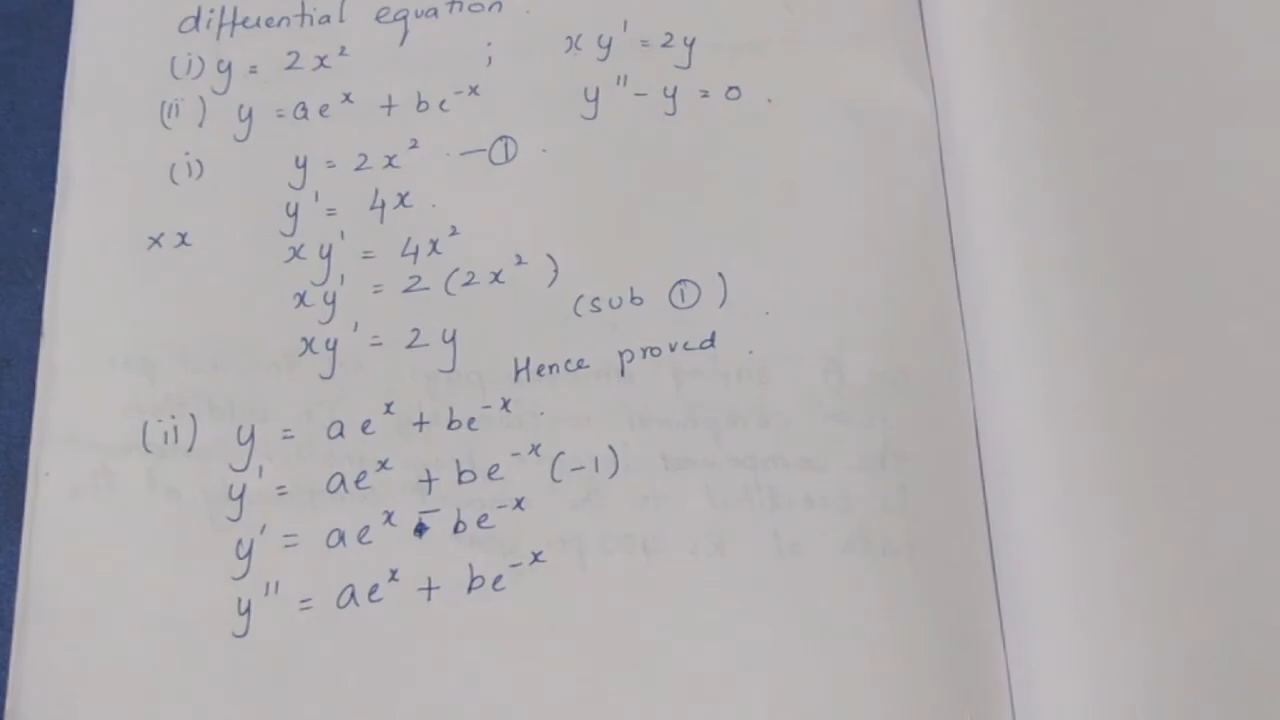 differential equation.
(i) y = 2x² ; xy' = 2y
(ii) y = ae^x + be^-x y'' - y = 0.
(i) y = 2x² —①.
y' = 4x.
× x xy' = 4x²
xy' = 2(2x²) (sub ①).
xy' = 2y Hence proved.
(ii) y = ae^x + be^-x.
y' = ae^x + be^-x(-1)
y' = ae^x - be^-x
y'' = ae^x + be^-x